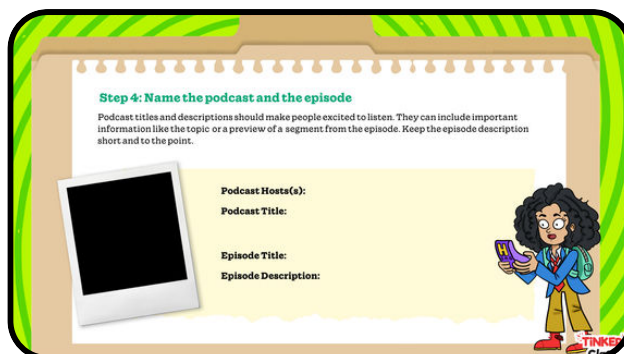 Step 4: Name the podcast and the episode
Podcast titles and descriptions should make people excited to listen. They can include important
information like the topic or a preview of a segment from the episode. Keep the episode description
short and to the point.
Podcast Hosts(s):
Podcast Title:
Episode Title:
Episode Description:
H
TINKER